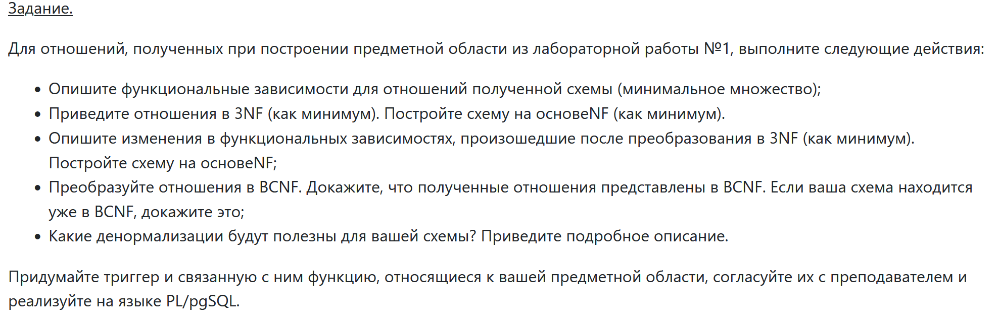 Задание.
Для отношений, полученных при построении предметной области из лабораторной работы №1, выполните следующие действия:
• Опишите функциональные зависимости для отношений полученной схемы (минимальное множество);
• Приведите отношения в 3NF (как минимум). Постройте схему на основеNF (как минимум).
• Опишите изменения в функциональных зависимостях, произошедшие после преобразования в 3NF (как минимум).
Постройте схему на основеNF;
• Преобразуйте отношения в BCNF. Докажите, что полученные отношения представлены в BCNF. Если ваша схема находится
уже в BCNF, докажите это;
• Какие денормализации будут полезны для вашей схемы? Приведите подробное описание.
Придумайте триггер и связанную с ним функцию, относящиеся к вашей предметной области, согласуйте их с преподавателем и
реализуйте на языке PL/pgSQL.